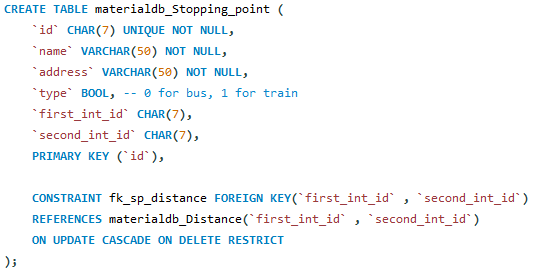 CREATE TABLE materialdb_Stopping_point (
    `id` CHAR(7) UNIQUE NOT NULL,
    `name` VARCHAR(50) NOT NULL,
    `address` VARCHAR(50) NOT NULL,
    `type` BOOL, -- 0 for bus, 1 for train
    `first_int_id` CHAR(7),
    `second_int_id` CHAR(7),
    PRIMARY KEY (`id`),

    CONSTRAINT fk_sp_distance FOREIGN KEY(`first_int_id` , `second_int_id`)
    REFERENCES materialdb_Distance(`first_int_id` , `second_int_id`)
    ON UPDATE CASCADE ON DELETE RESTRICT
);